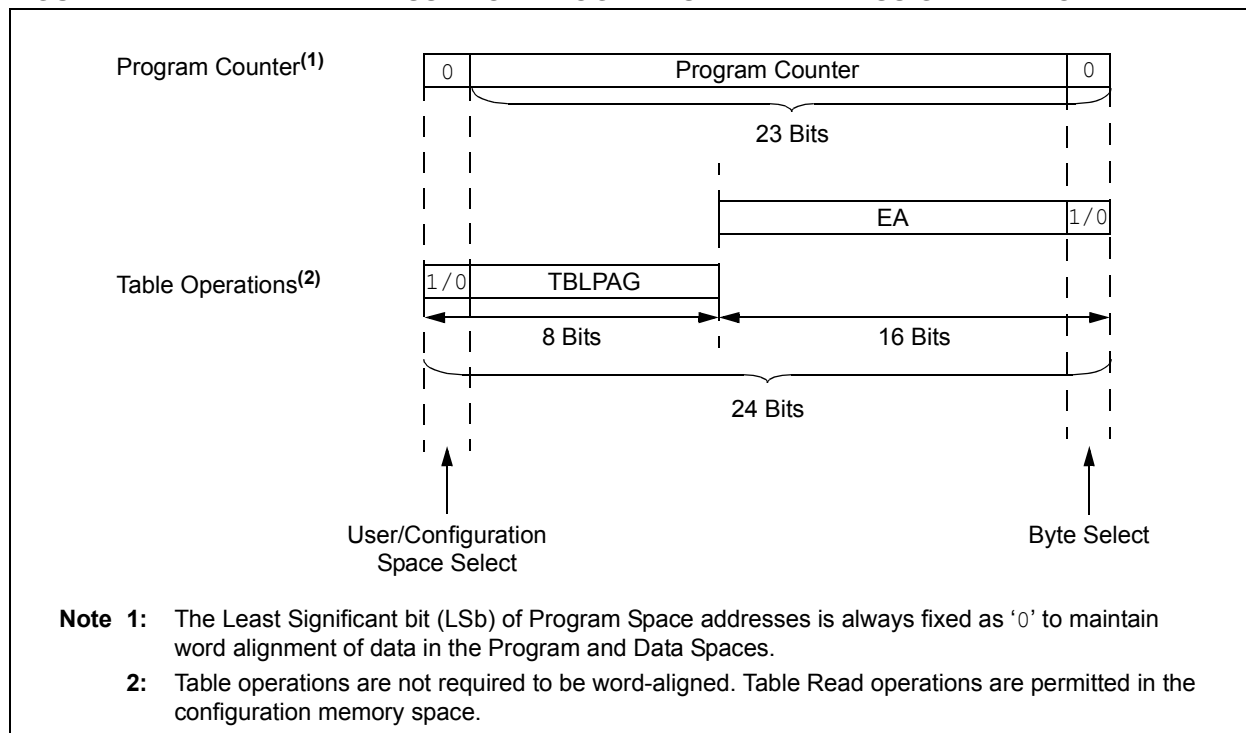 Program Counter(1)
0
Program Counter
0
23 Bits
EA
1/0
Table Operations(2)
1/0
TBLPAG
8 Bits
16 Bits
24 Bits
User/Configuration
Space Select
Byte Select
Note 1: The Least Significant bit (LSb) of Program Space addresses is always fixed as ‘0’ to maintain
word alignment of data in the Program and Data Spaces.
2: Table operations are not required to be word-aligned. Table Read operations are permitted in the
configuration memory space.